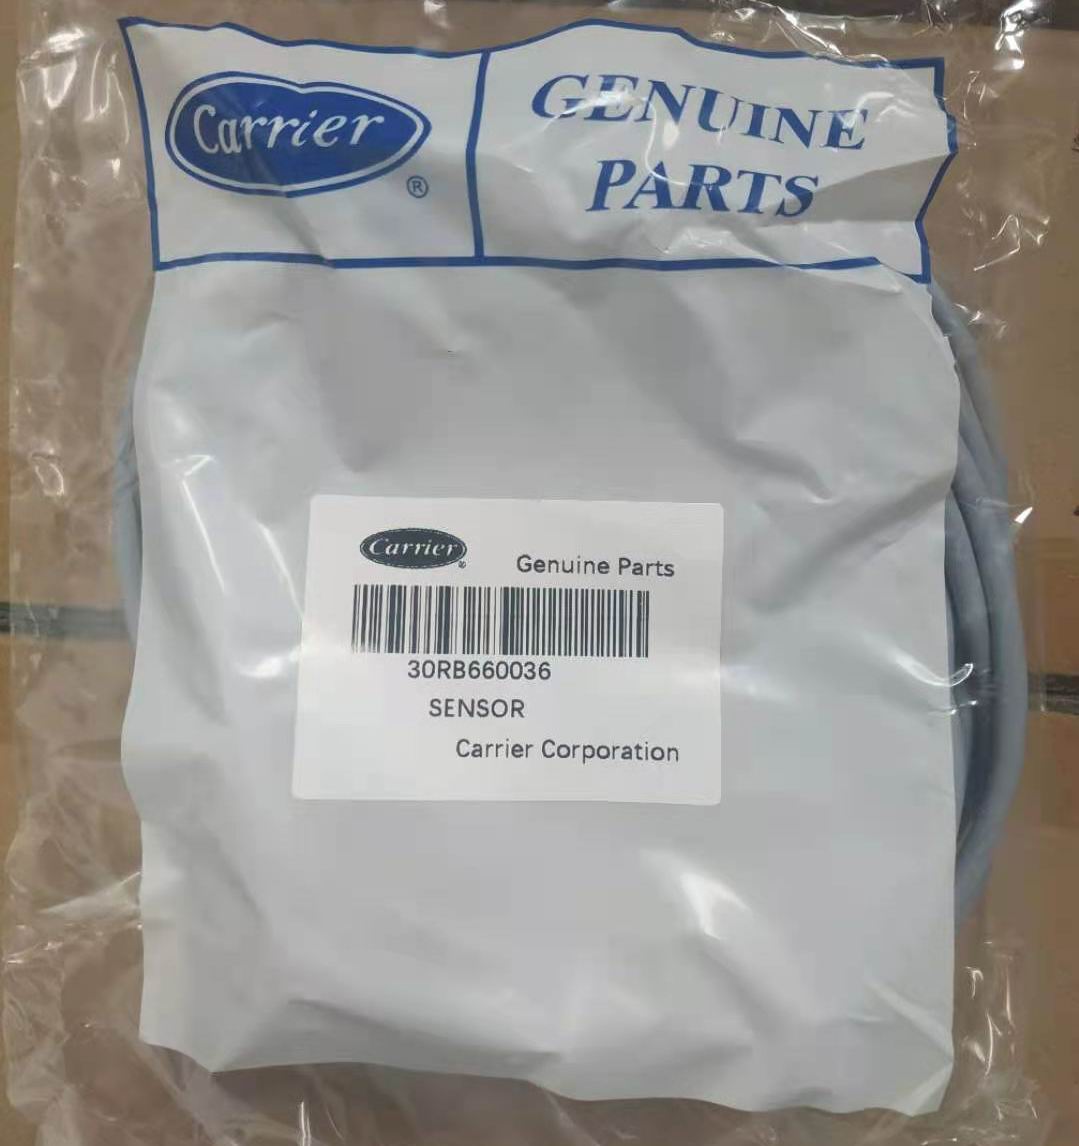 Carrier
®
GENUINE
PARTS
Carrier
®
Genuine Parts
30RB660036
SENSOR
Carrier Corporation